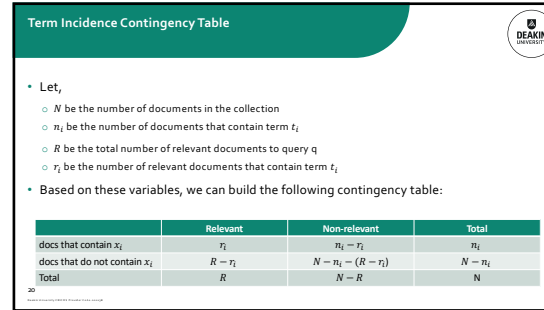 Term Incidence Contingency Table
DEAKIN
UNIVERSITY
• Let,
○ N be the number of documents in the collection
○ nᵢ be the number of documents that contain term tᵢ
○ R be the total number of relevant documents to query q
○ rᵢ be the number of relevant documents that contain term tᵢ
• Based on these variables, we can build the following contingency table:
Relevant Non-relevant Total
docs that contain xᵢ rᵢ nᵢ − rᵢ nᵢ
docs that do not contain xᵢ R − rᵢ N − nᵢ − (R − rᵢ) N − nᵢ
Total R N − R N
20